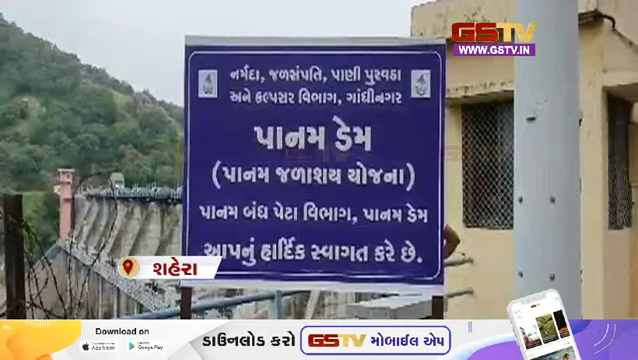 GSTV
WWW.GSTV.IN
નર્મદા, જળસંપતિ, પાણી પુરવઠા
અને કલ્પસર વિભાગ, ગાંધીનગર
પાનમ ડેમ
(પાનમ જળાશય યોજના)
પાનમ બંધ પેટા વિભાગ, પાનમ ડેમ
આપનું હાર્દિક સ્વાગત કરે છે.
શહેરા
Download on
App Store
Google Play
ડાઉનલોડ કરો GSTV મોબાઈલ એપ